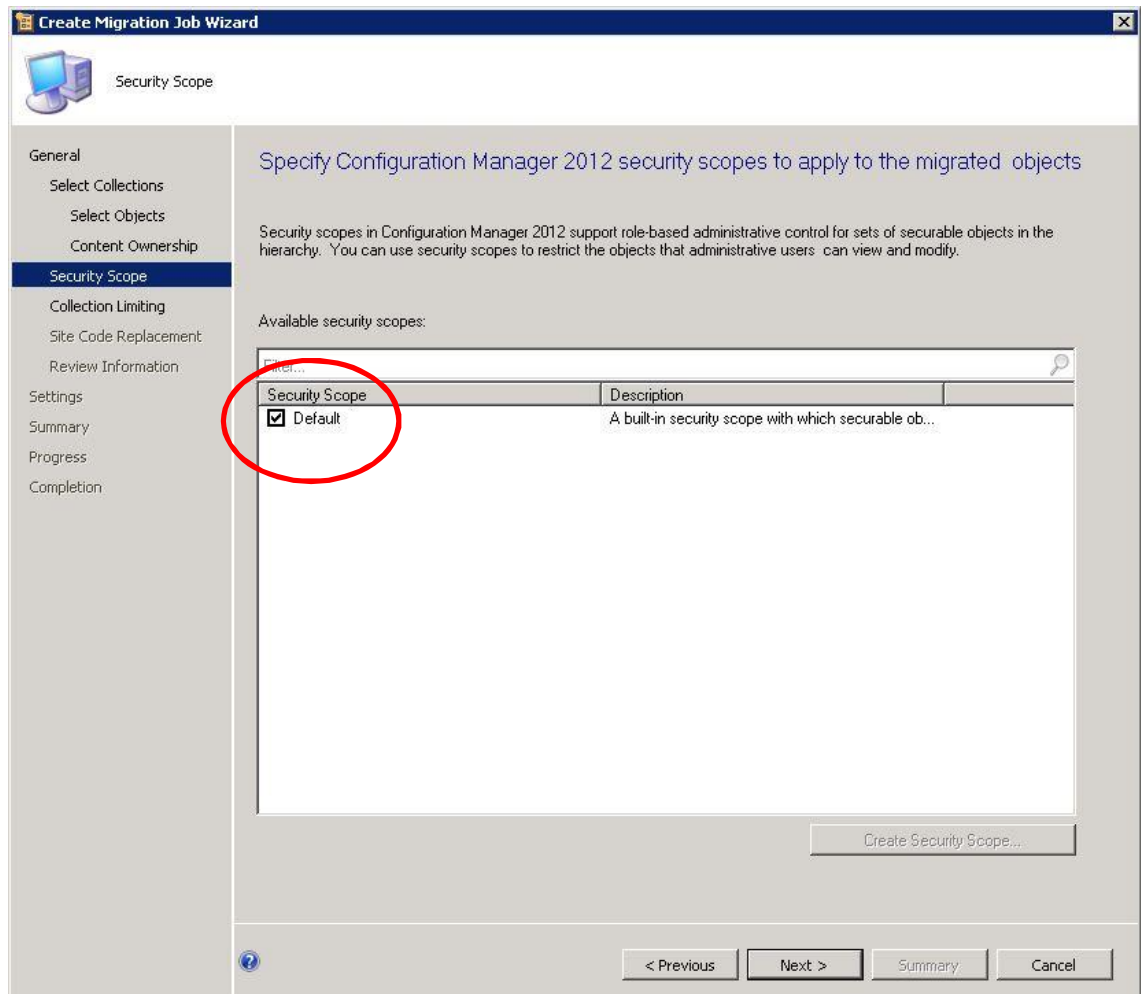 Create Migration Job Wizard
Security Scope
General
Select Collections
Select Objects
Content Ownership
Security Scope
Collection Limiting
Site Code Replacement
Review Information
Settings
Summary
Progress
Completion
Specify Configuration Manager 2012 security scopes to apply to the migrated objects
Security scopes in Configuration Manager 2012 support role-based administrative control for sets of securable objects in the
hierarchy. You can use security scopes to restrict the objects that administrative users can view and modify.
Available security scopes:
Filter...
Security Scope Description
Default A built-in security scope with which securable ob...
Create Security Scope...
< Previous Next > Summary Cancel